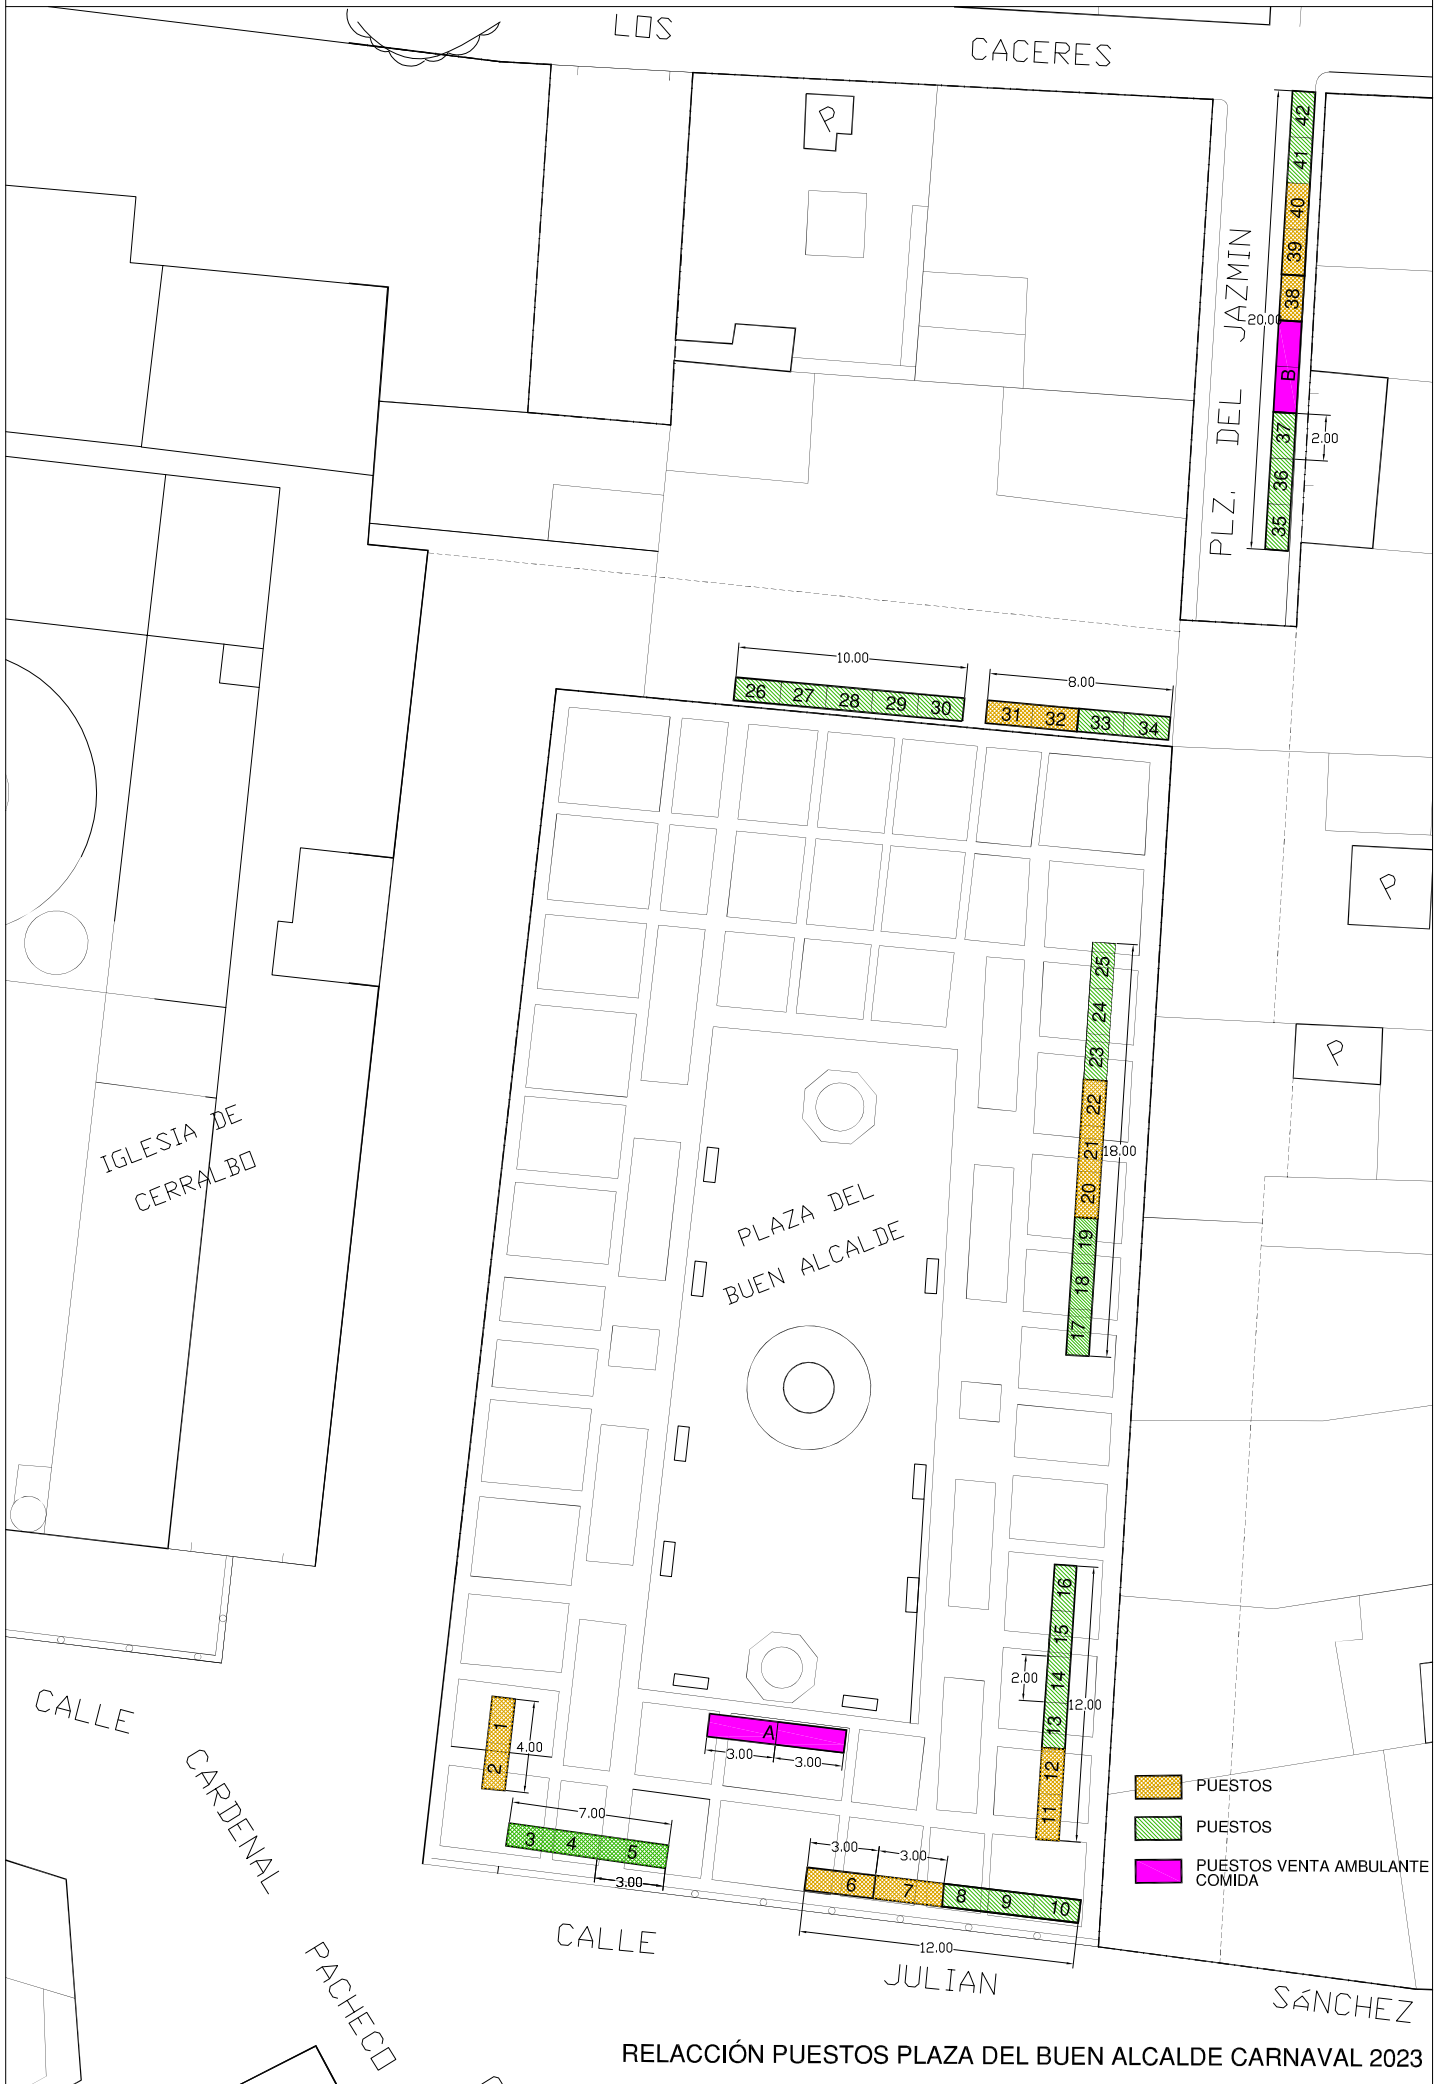 LOS
CACERES
P
42
41
40
39
38
B
37
36
35
20.00
2.00
PLZ. DEL JAZMIN
10.00
8.00
26 27 28 29 30
31 32 33 34
P
P
25
24
23
22
21
20
19
18
17
18.00
IGLESIA DE
CERRALBO
PLAZA DEL
BUEN ALCALDE
16
15
14
13
12
11
2.00
12.00
1
2
4.00
A
3.00 3.00
7.00
3 4 5
3.00
3.00 3.00
6 7 8 9 10
12.00
PUESTOS
PUESTOS
PUESTOS VENTA AMBULANTE
COMIDA
CALLE
CARDENAL
PACHECO
CALLE
JULIAN
SáNCHEZ
RELACCIÓN PUESTOS PLAZA DEL BUEN ALCALDE CARNAVAL 2023